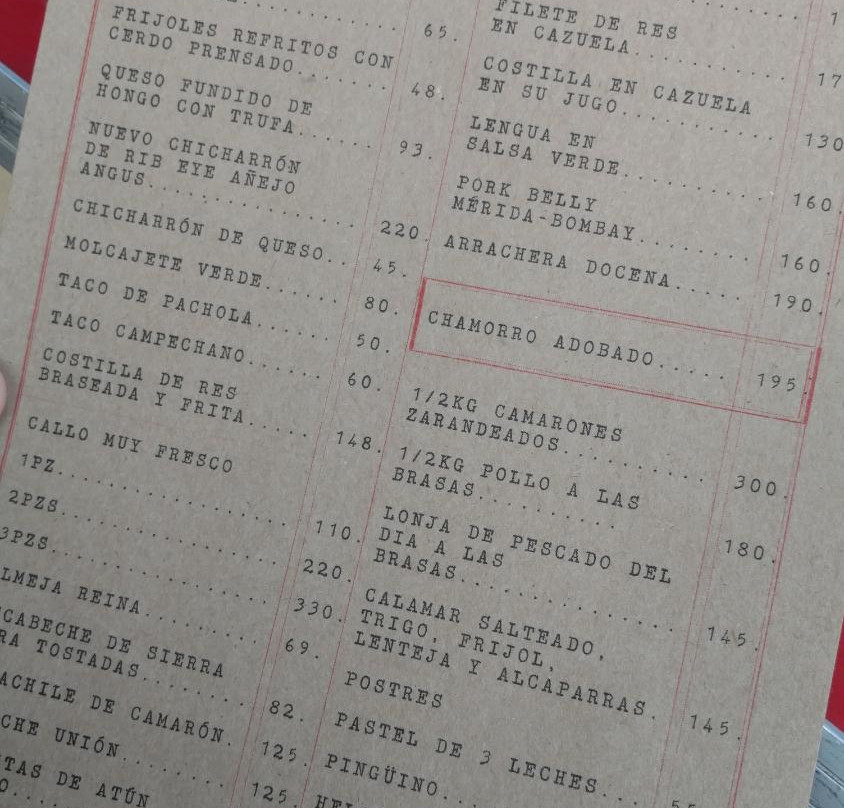 65.
FRIJOLES REFRITOS CON
CERDO PRENSADO....... 48.
QUESO FUNDIDO DE
HONGO CON TRUFA....... 93.
NUEVO CHICHARRÓN
DE RIB EYE AÑEJO
ANGUS................ 220.
CHICHARRÓN DE QUESO.. 45.
MOLCAJETE VERDE...... 80.
TACO DE PACHOLA...... 50.
TACO CAMPECHANO...... 60.
COSTILLA DE RES
BRASEADA Y FRITA..... 148.
CALLO MUY FRESCO
1PZ.................. 110.
2PZS................. 220.
3PZS................. 330.
LMEJA REINA......... 69.
CABECHE DE SIERRA
RA TOSTADAS........ 82.
ACHILE DE CAMARÓN. 125.
CHE UNIÓN........ 125.
TAS DE ATÚN
FILETE DE RES
EN CAZUELA........... 17
COSTILLA EN CAZUELA
EN SU JUGO........... 130
LENGUA EN
SALSA VERDE.......... 160.
PORK BELLY
MÉRIDA-BOMBAY........ 160.
ARRACHERA DOCENA..... 190.
CHAMORRO ADOBADO..... 195.
1/2KG CAMARONES
ZARANDEADOS.......... 300.
1/2KG POLLO A LAS
BRASAS........... 180.
LONJA DE PESCADO DEL
DIA A LAS
BRASAS............... 145.
CALAMAR SALTEADO,
TRIGO, FRIJOL,
LENTEJA Y ALCAPARRAS. 145.
POSTRES
PASTEL DE 3 LECHES...
PINGÜINO...